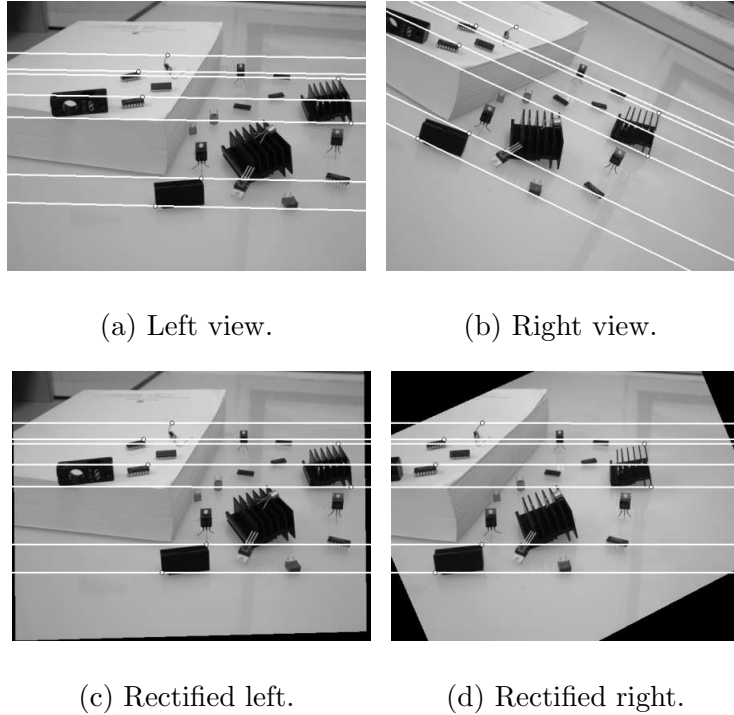 (a) Left view.
(b) Right view.
(c) Rectified left.
(d) Rectified right.